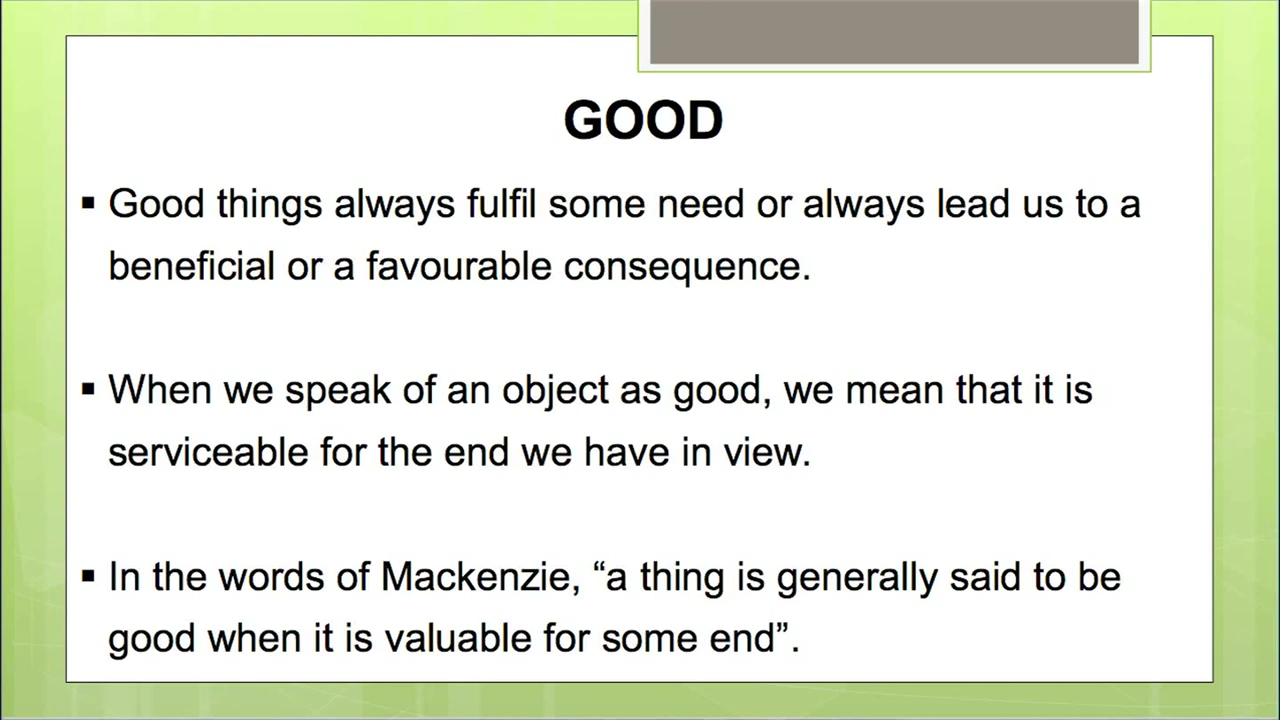 GOOD
▪ Good things always fulfil some need or always lead us to a
beneficial or a favourable consequence.
▪ When we speak of an object as good, we mean that it is
serviceable for the end we have in view.
▪ In the words of Mackenzie, “a thing is generally said to be
good when it is valuable for some end”.